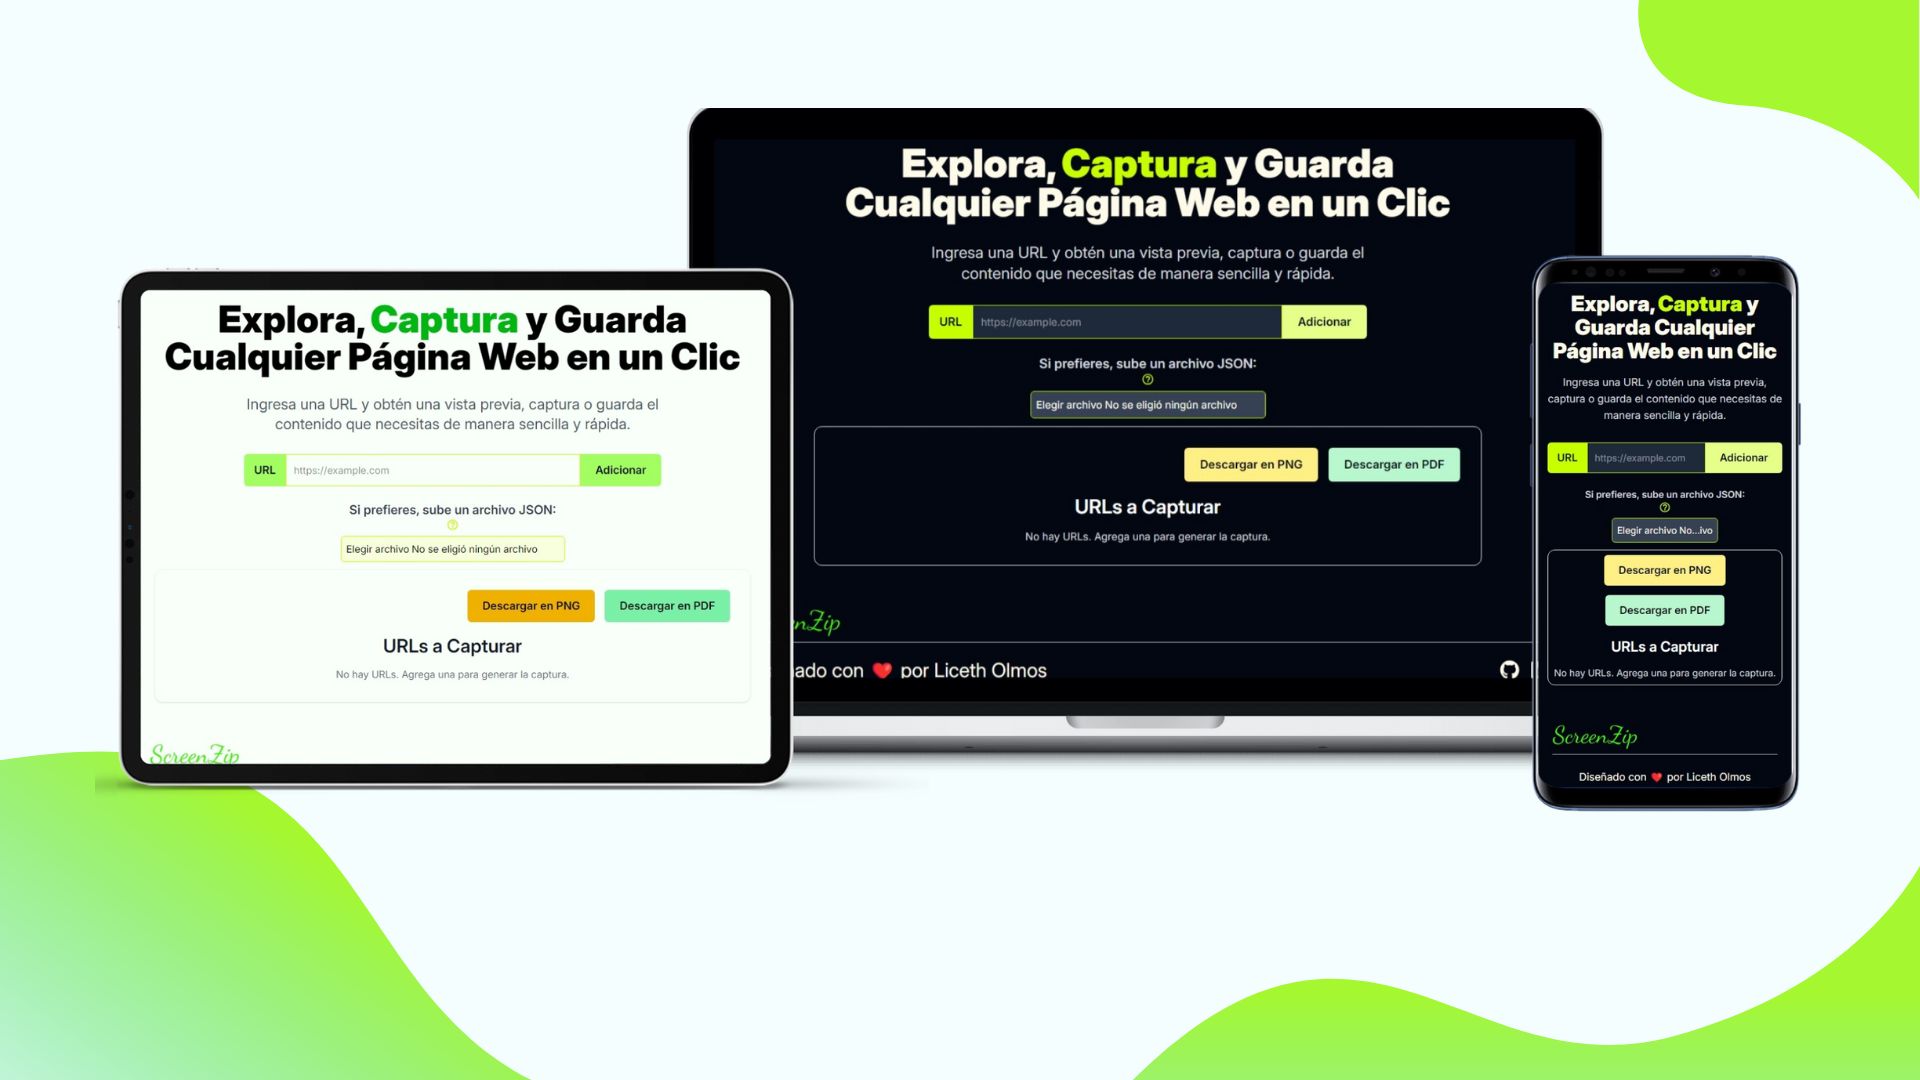 Explora, Captura y Guarda
Cualquier Página Web en un Clic
Ingresa una URL y obtén una vista previa, captura o guarda el
contenido que necesitas de manera sencilla y rápida.
URL https://example.com Adicionar
Si prefieres, sube un archivo JSON:
Elegir archivo No se eligió ningún archivo
Descargar en PNG Descargar en PDF
URLs a Capturar
No hay URLs. Agrega una para generar la captura.
ScreenZip
Explora, Captura y Guarda
Cualquier Página Web en un Clic
Ingresa una URL y obtén una vista previa, captura o guarda el
contenido que necesitas de manera sencilla y rápida.
URL https://example.com Adicionar
Si prefieres, sube un archivo JSON:
Elegir archivo No se eligió ningún archivo
Descargar en PNG Descargar en PDF
URLs a Capturar
No hay URLs. Agrega una para generar la captura.
nZip
ado con ❤️ por Liceth Olmos
Explora, Captura y
Guarda Cualquier
Página Web en un Clic
Ingresa una URL y obtén una vista previa,
captura o guarda el contenido que necesitas de
manera sencilla y rápida.
URL https://example.com Adicionar
Si prefieres, sube un archivo JSON:
Elegir archivo No...ivo
Descargar en PNG
Descargar en PDF
URLs a Capturar
No hay URLs. Agrega una para generar la captura.
ScreenZip
Diseñado con ❤️ por Liceth Olmos